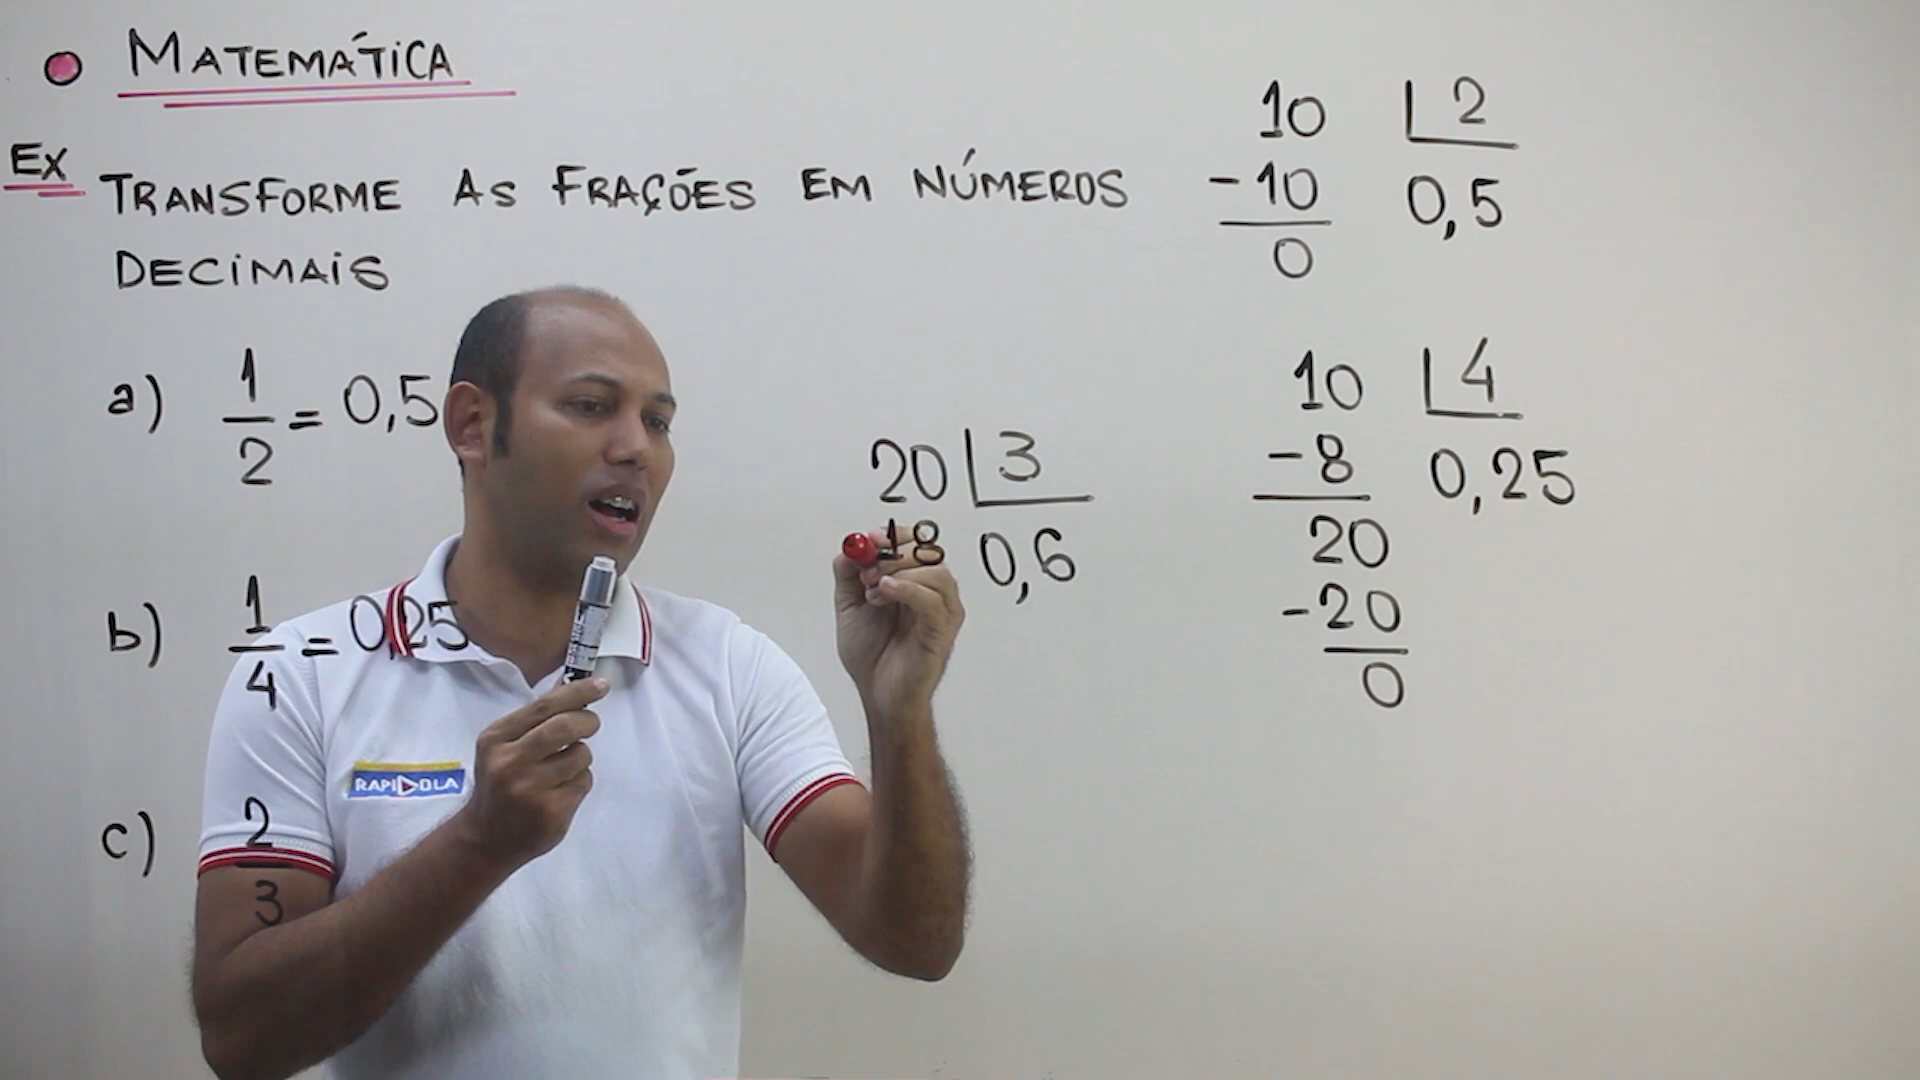 MATEMÁTICA
Ex TRANSFORME AS FRAÇÕES EM NÚMEROS
DECIMAIS
a) 1/2 = 0,5
b) 1/4 = 0,25
c) 2/3
20 | 3
18 0,6
10 | 2
-10 0,5
0
10 | 4
-8 0,25
20
-20
0
RAPIDOLA